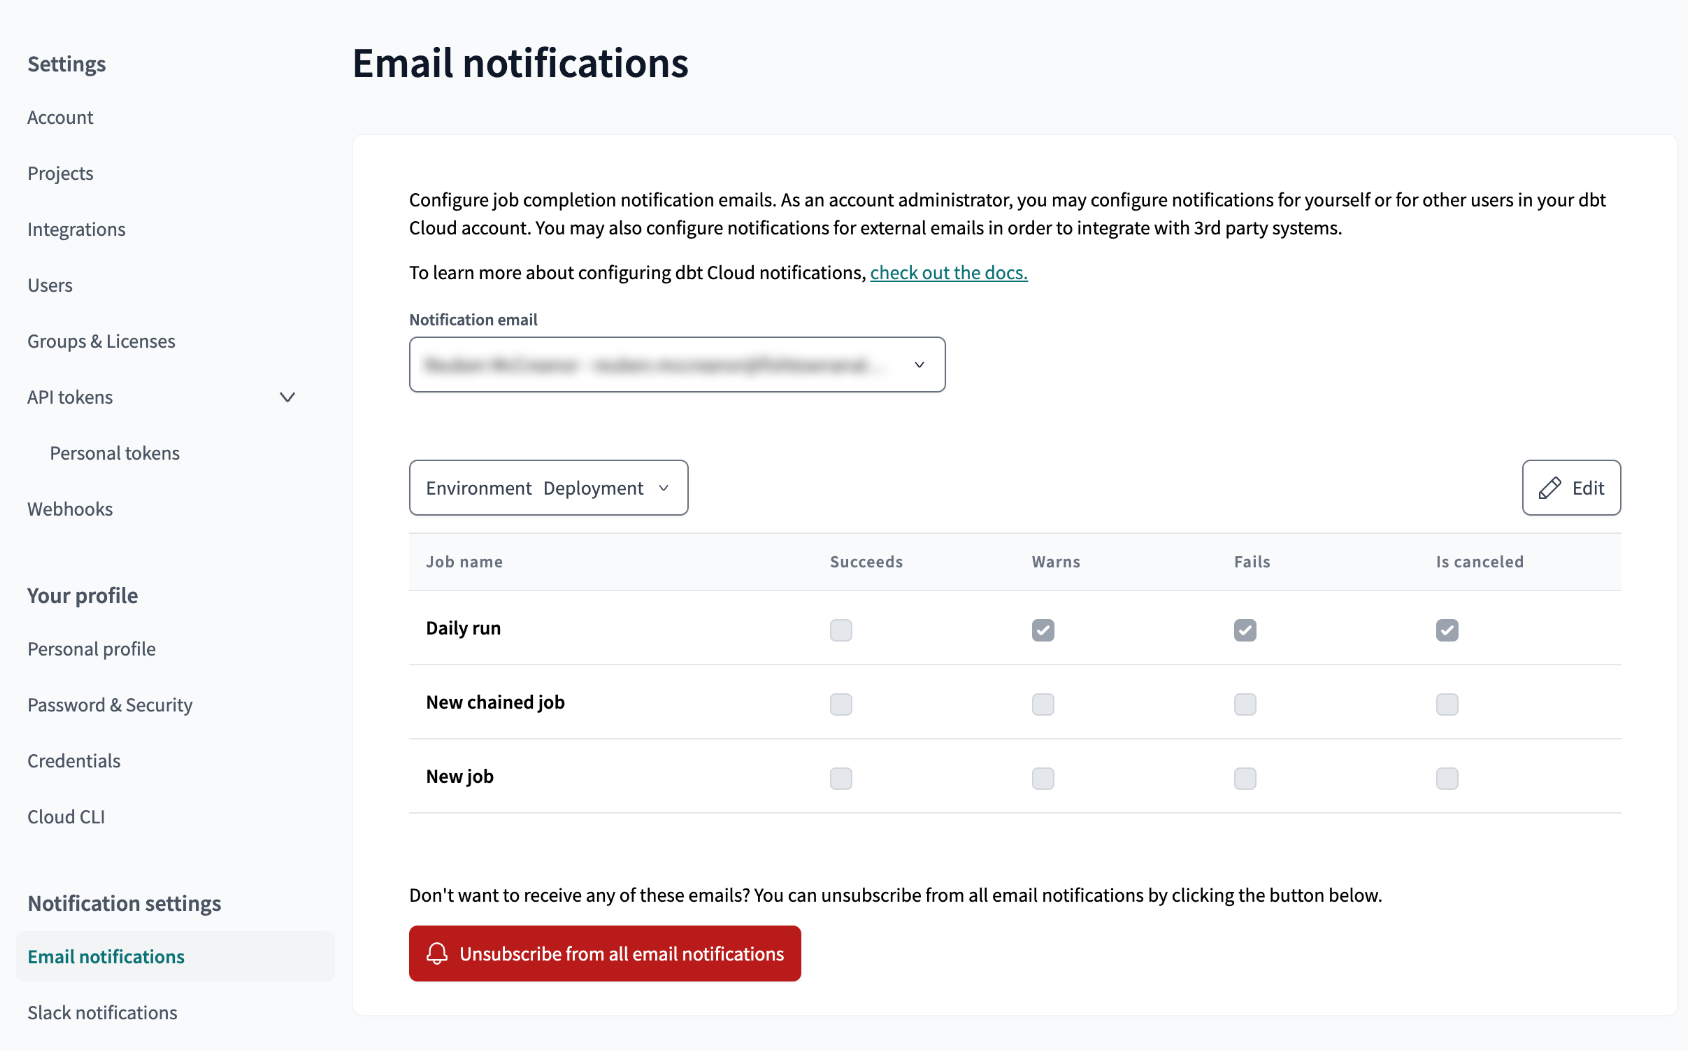 Settings
Account
Projects
Integrations
Users
Groups & Licenses
API tokens
Personal tokens
Webhooks
Your profile
Personal profile
Password & Security
Credentials
Cloud CLI
Notification settings
Email notifications
Slack notifications
Email notifications
Configure job completion notification emails. As an account administrator, you may configure notifications for yourself or for other users in your dbt
Cloud account. You may also configure notifications for external emails in order to integrate with 3rd party systems.
To learn more about configuring dbt Cloud notifications, check out the docs.
Notification email
Environment Deployment
Edit
Job name Succeeds Warns Fails Is canceled
Daily run
New chained job
New job
Don't want to receive any of these emails? You can unsubscribe from all email notifications by clicking the button below.
Unsubscribe from all email notifications